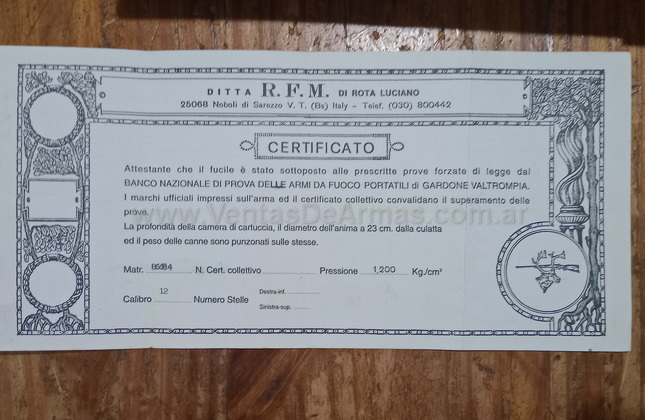 DITTA R.F.M. DI ROTA LUCIANO
25068 Noboli di Sarezzo V. T. (Bs) Italy - Telef. (030) 800442
CERTIFICATO
Attestante che il fucile è stato sottoposto alle prescritte prove forzate di legge dal
BANCO NAZIONALE DI PROVA DELLE ARMI DA FUOCO PORTATILI di GARDONE VALTROMPIA.
I marchi ufficiali impressi sull'arma ed il certificato collettivo convalidano il superamento delle
prove.
www.VentasDeArmas.com.ar
La profondità della camera di cartuccia, il diametro dell'anima a 23 cm. dalla culatta
ed il peso delle canne sono punzonati sulle stesse.
Matr. N. Cert. collettivo Pressione 1,200 Kg./cm²
Calibro 12 Numero Stelle Destra-inf.
Sinistra-sup.